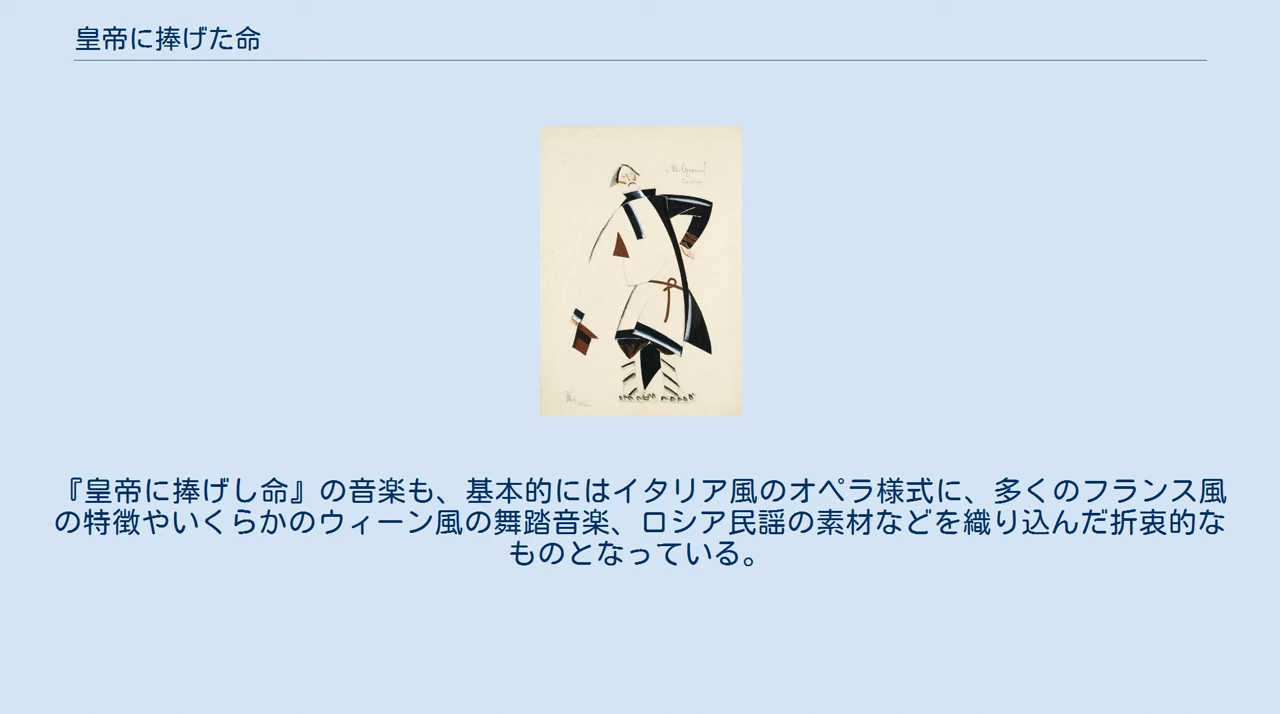 皇帝に捧げた命
『皇帝に捧げし命』の音楽も、基本的にはイタリア風のオペラ様式に、多くのフランス風
の特徴やいくらかのウィーン風の舞踏音楽、ロシア民謡の素材などを織り込んだ折衷的な
ものとなっている。